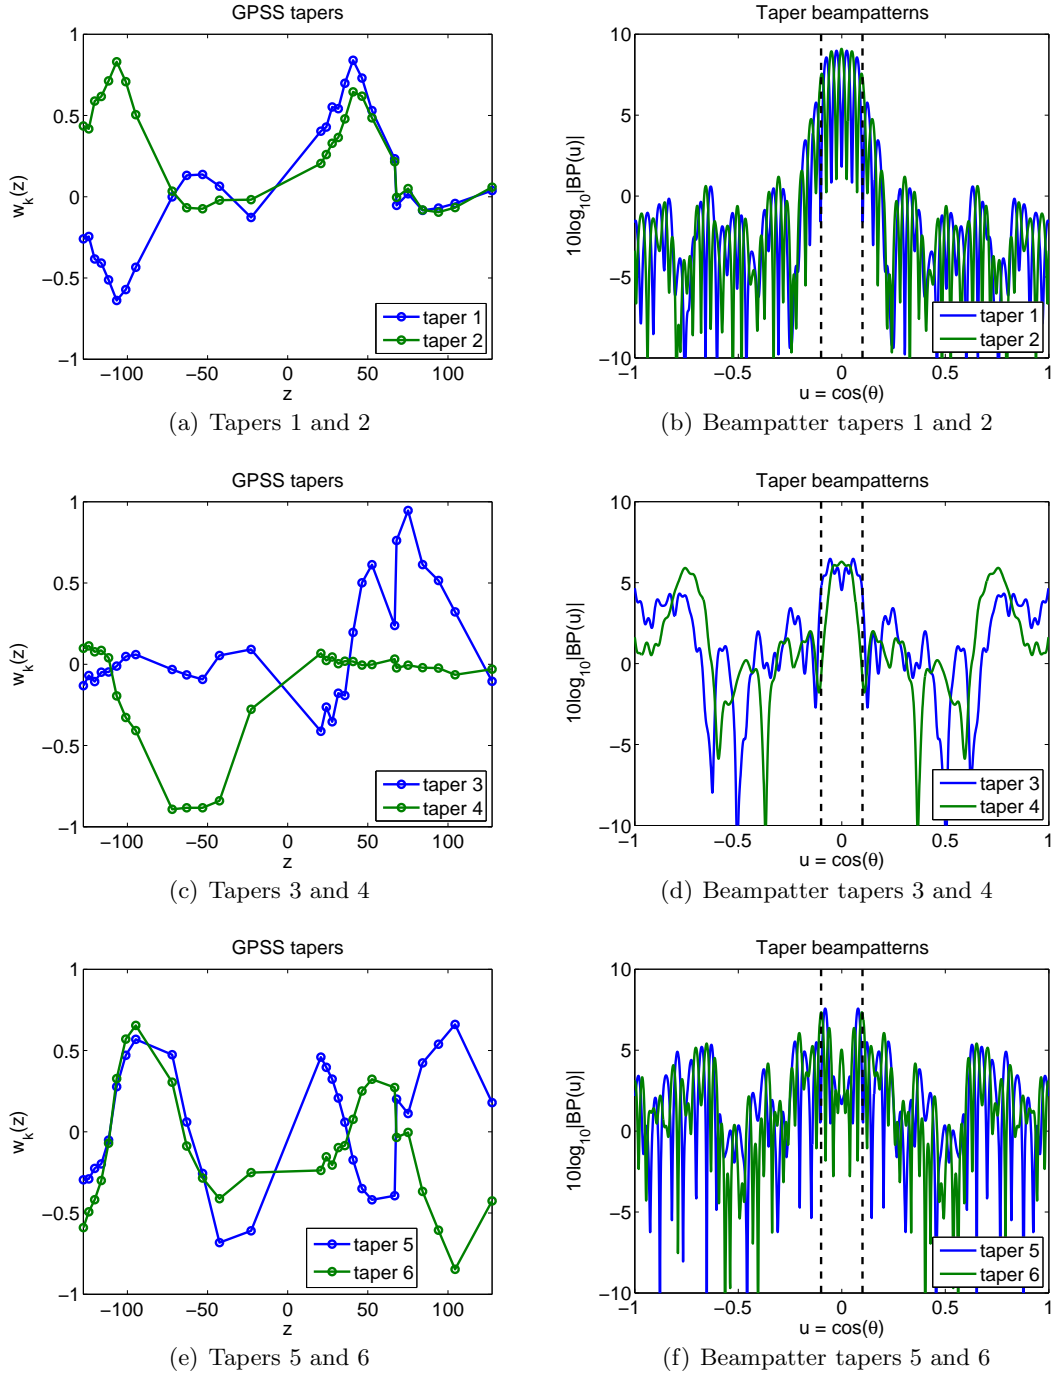 GPSS tapers
1
0.5
0
−0.5
−1
w_k(z)
−100 −50 0 50 100
z
taper 1
taper 2
(a) Tapers 1 and 2
Taper beampatterns
10
5
0
−5
−10
10log_10|BP(u)|
−1 −0.5 0 0.5 1
u = cos(θ)
taper 1
taper 2
(b) Beampatter tapers 1 and 2
GPSS tapers
1
0.5
0
−0.5
−1
w_k(z)
−100 −50 0 50 100
z
taper 3
taper 4
(c) Tapers 3 and 4
Taper beampatterns
10
5
0
−5
−10
10log_10|BP(u)|
−1 −0.5 0 0.5 1
u = cos(θ)
taper 3
taper 4
(d) Beampatter tapers 3 and 4
GPSS tapers
1
0.5
0
−0.5
−1
w_k(z)
−100 −50 0 50 100
z
taper 5
taper 6
(e) Tapers 5 and 6
Taper beampatterns
10
5
0
−5
−10
10log_10|BP(u)|
−1 −0.5 0 0.5 1
u = cos(θ)
taper 5
taper 6
(f) Beampatter tapers 5 and 6